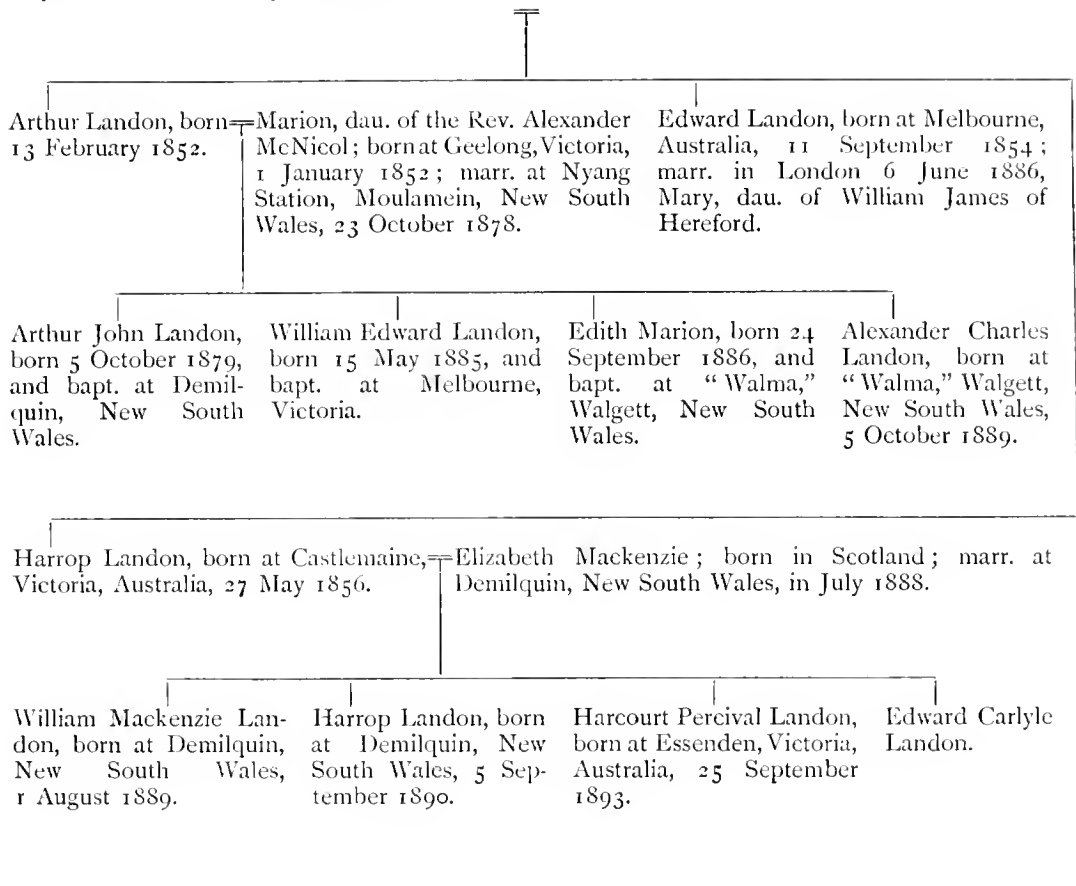 Arthur Landon, born
13 February 1852.
Marion, dau. of the Rev. Alexander
McNicol; born at Geelong, Victoria,
1 January 1852; marr. at Nyang
Station, Moulamein, New South
Wales, 23 October 1878.
Edward Landon, born at Melbourne,
Australia, 11 September 1854;
marr. in London 6 June 1886,
Mary, dau. of William James of
Hereford.
Arthur John Landon,
born 5 October 1879,
and bapt. at Demil-
quin, New South
Wales.
William Edward Landon,
born 15 May 1885, and
bapt. at Melbourne,
Victoria.
Edith Marion, born 24
September 1886, and
bapt. at “Walma,”
Walgett, New South
Wales.
Alexander Charles
Landon, born at
“Walma,” Walgett,
New South Wales,
5 October 1889.
Harrop Landon, born at Castlemaine,
Victoria, Australia, 27 May 1856.
Elizabeth Mackenzie; born in Scotland; marr. at
Demilquin, New South Wales, in July 1888.
William Mackenzie Lan-
don, born at Demilquin,
New South Wales,
1 August 1889.
Harrop Landon, born
at Demilquin, New
South Wales, 5 Sep-
tember 1890.
Harcourt Percival Landon,
born at Essenden, Victoria,
Australia, 25 September
1893.
Edward Carlyle
Landon.